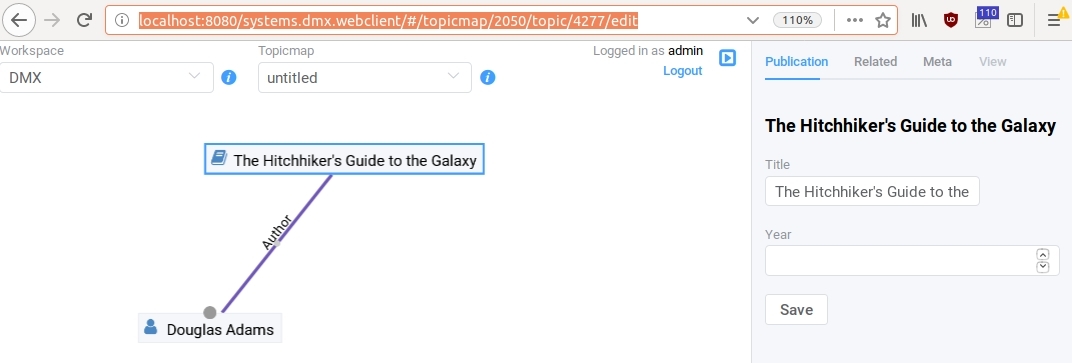 localhost:8080/systems.dmx.webclient/#/topicmap/2050/topic/4277/edit
110%
110
Workspace
DMX
Topicmap
untitled
Logged in as admin
Logout
The Hitchhiker's Guide to the Galaxy
Author
Douglas Adams
Publication Related Meta View
The Hitchhiker's Guide to the Galaxy
Title
The Hitchhiker's Guide to the
Year
Save